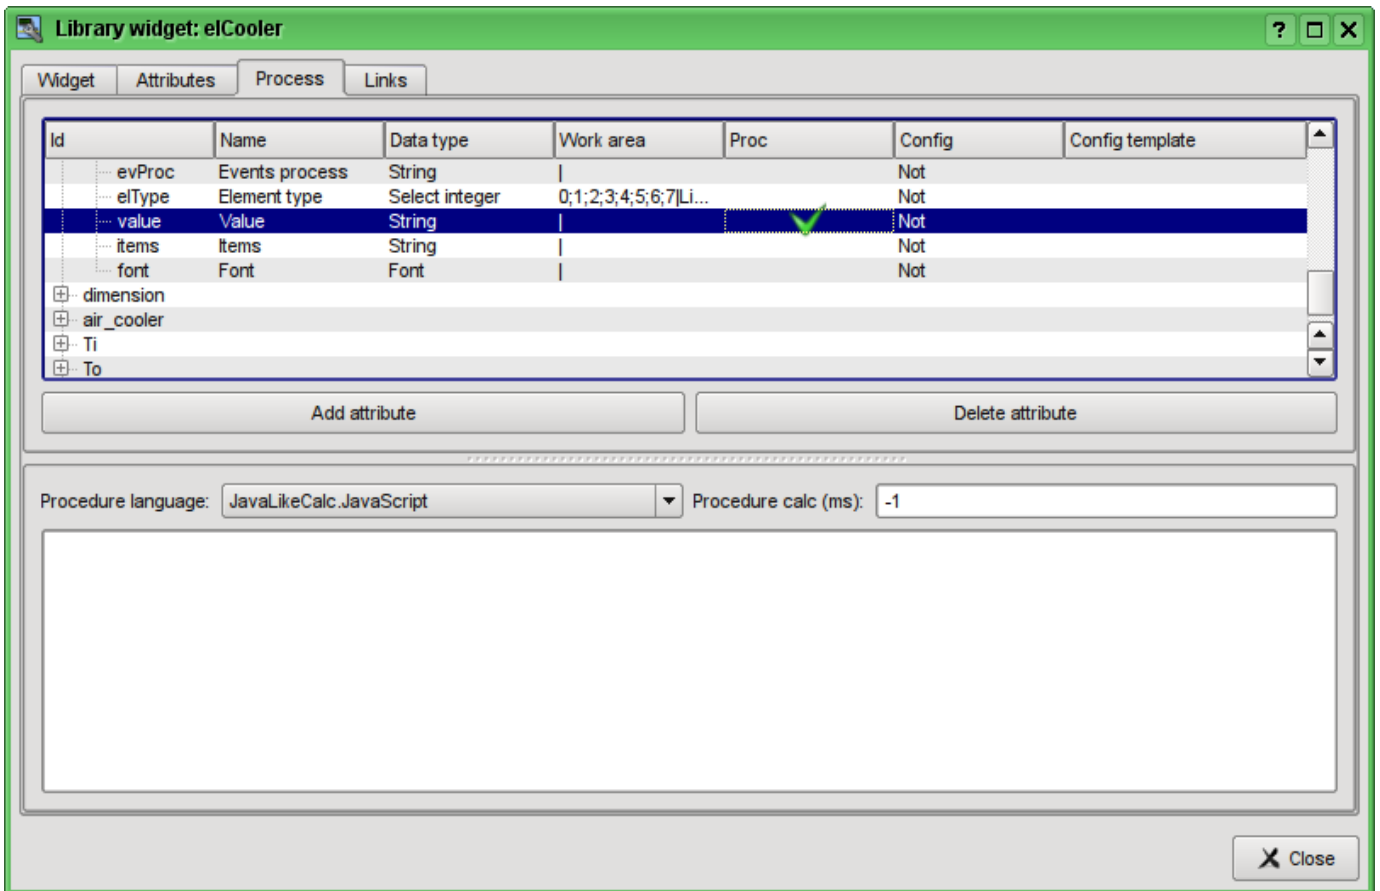 Library widget: elCooler
Widget Attributes Process Links
Id Name Data type Work area Proc Config Config template
evProc Events process String | Not
elType Element type Select integer 0;1;2;3;4;5;6;7|Li... Not
value Value String | Not
items Items String | Not
font Font Font | Not
dimension
air_cooler
Ti
To
Add attribute Delete attribute
Procedure language: JavaLikeCalc.JavaScript Procedure calc (ms): -1
Close